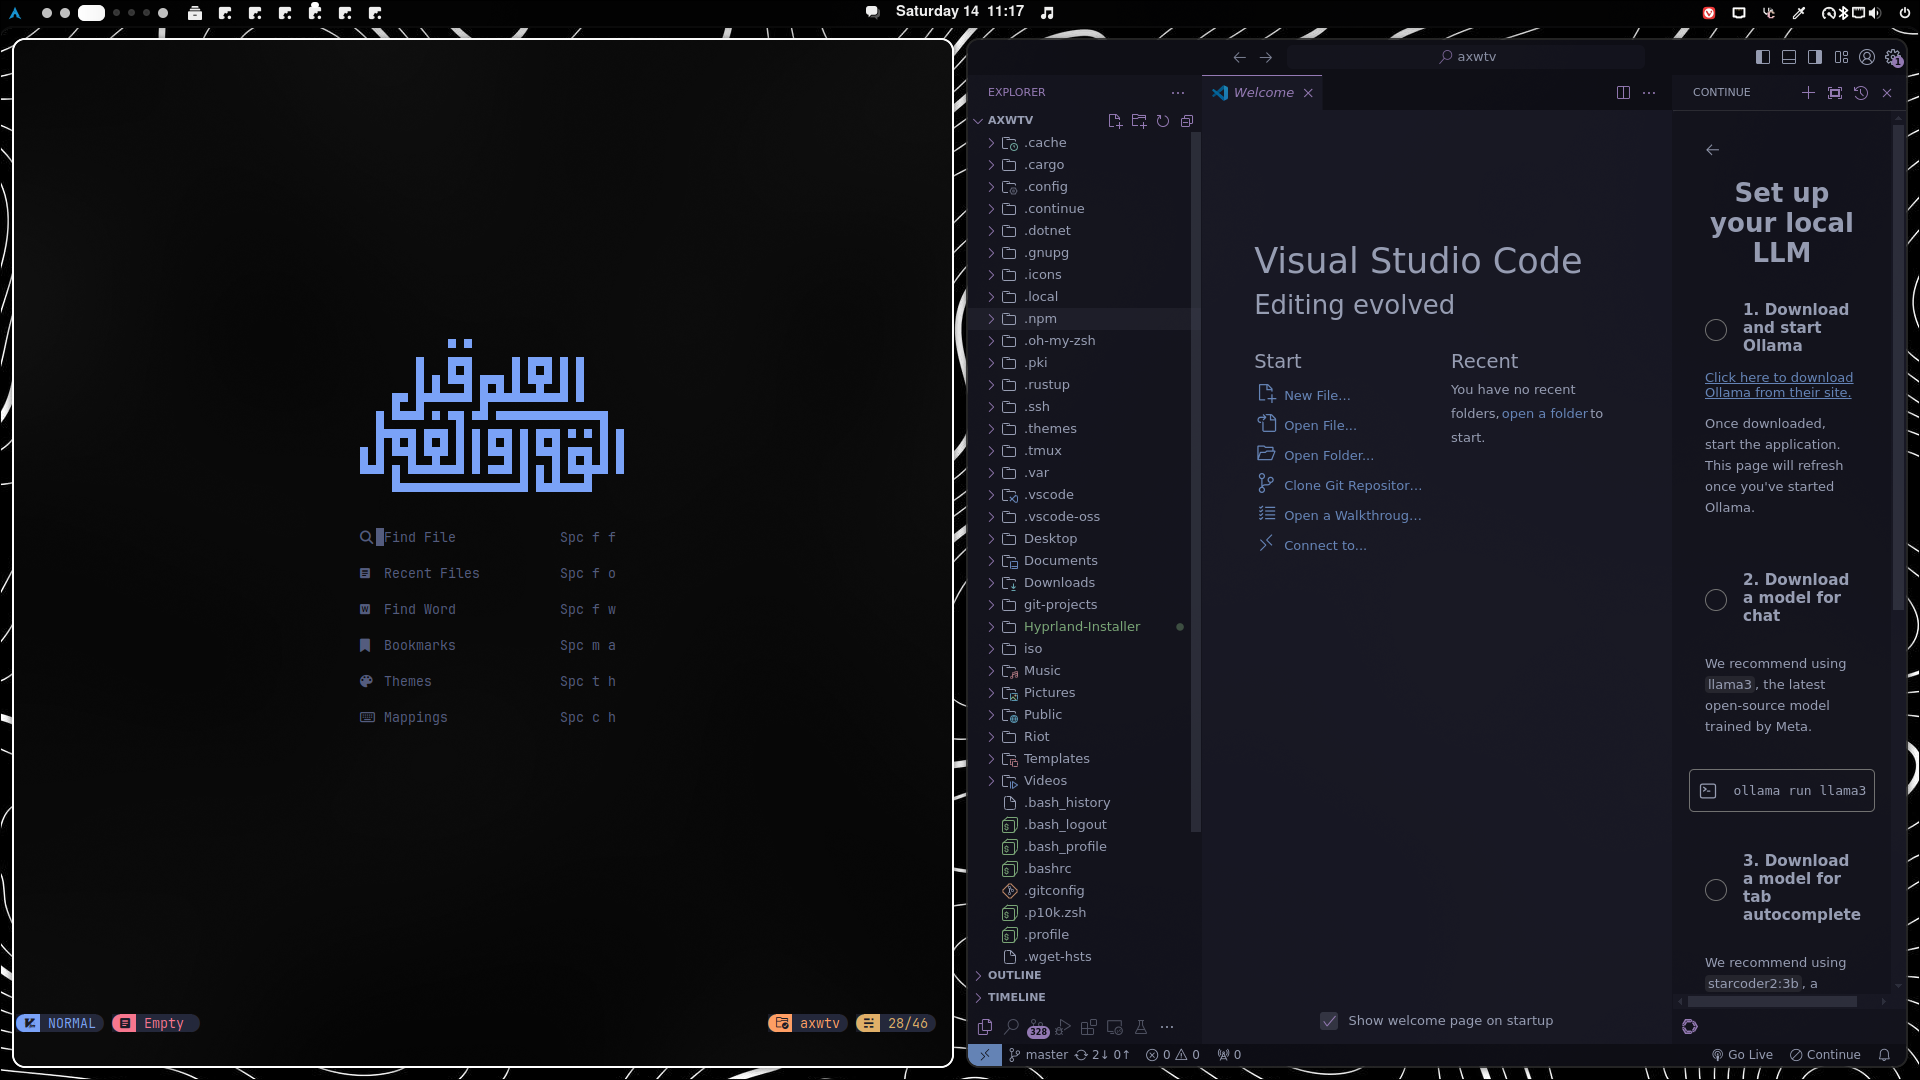 Saturday 14 11:17
العلم قبل
القول و العمل
Find File Spc f f
Recent Files Spc f o
Find Word Spc f w
Bookmarks Spc m a
Themes Spc t h
Mappings Spc c h
NORMAL Empty axwtv 28/46
axwtv
EXPLORER
AXWTV
.cache
.cargo
.config
.continue
.dotnet
.gnupg
.icons
.local
.npm
.oh-my-zsh
.pki
.rustup
.ssh
.themes
.tmux
.var
.vscode
.vscode-oss
Desktop
Documents
Downloads
git-projects
Hyprland-Installer
iso
Music
Pictures
Public
Riot
Templates
Videos
.bash_history
.bash_logout
.bash_profile
.bashrc
.gitconfig
.p10k.zsh
.profile
.wget-hsts
OUTLINE
TIMELINE
328
Welcome
Visual Studio Code
Editing evolved
Start
New File...
Open File...
Open Folder...
Clone Git Repositor...
Open a Walkthroug...
Connect to...
Recent
You have no recent
folders, open a folder to
start.
Show welcome page on startup
CONTINUE
1
Set up
your local
LLM
1. Download
and start
Ollama
Click here to download
Ollama from their site.
Once downloaded,
start the application.
This page will refresh
once you've started
Ollama.
2. Download
a model for
chat
We recommend using
llama3, the latest
open-source model
trained by Meta.
ollama run llama3
3. Download
a model for
tab
autocomplete
We recommend using
starcoder2:3b, a
master 2↓ 0↑ 0 0 0 Go Live Continue